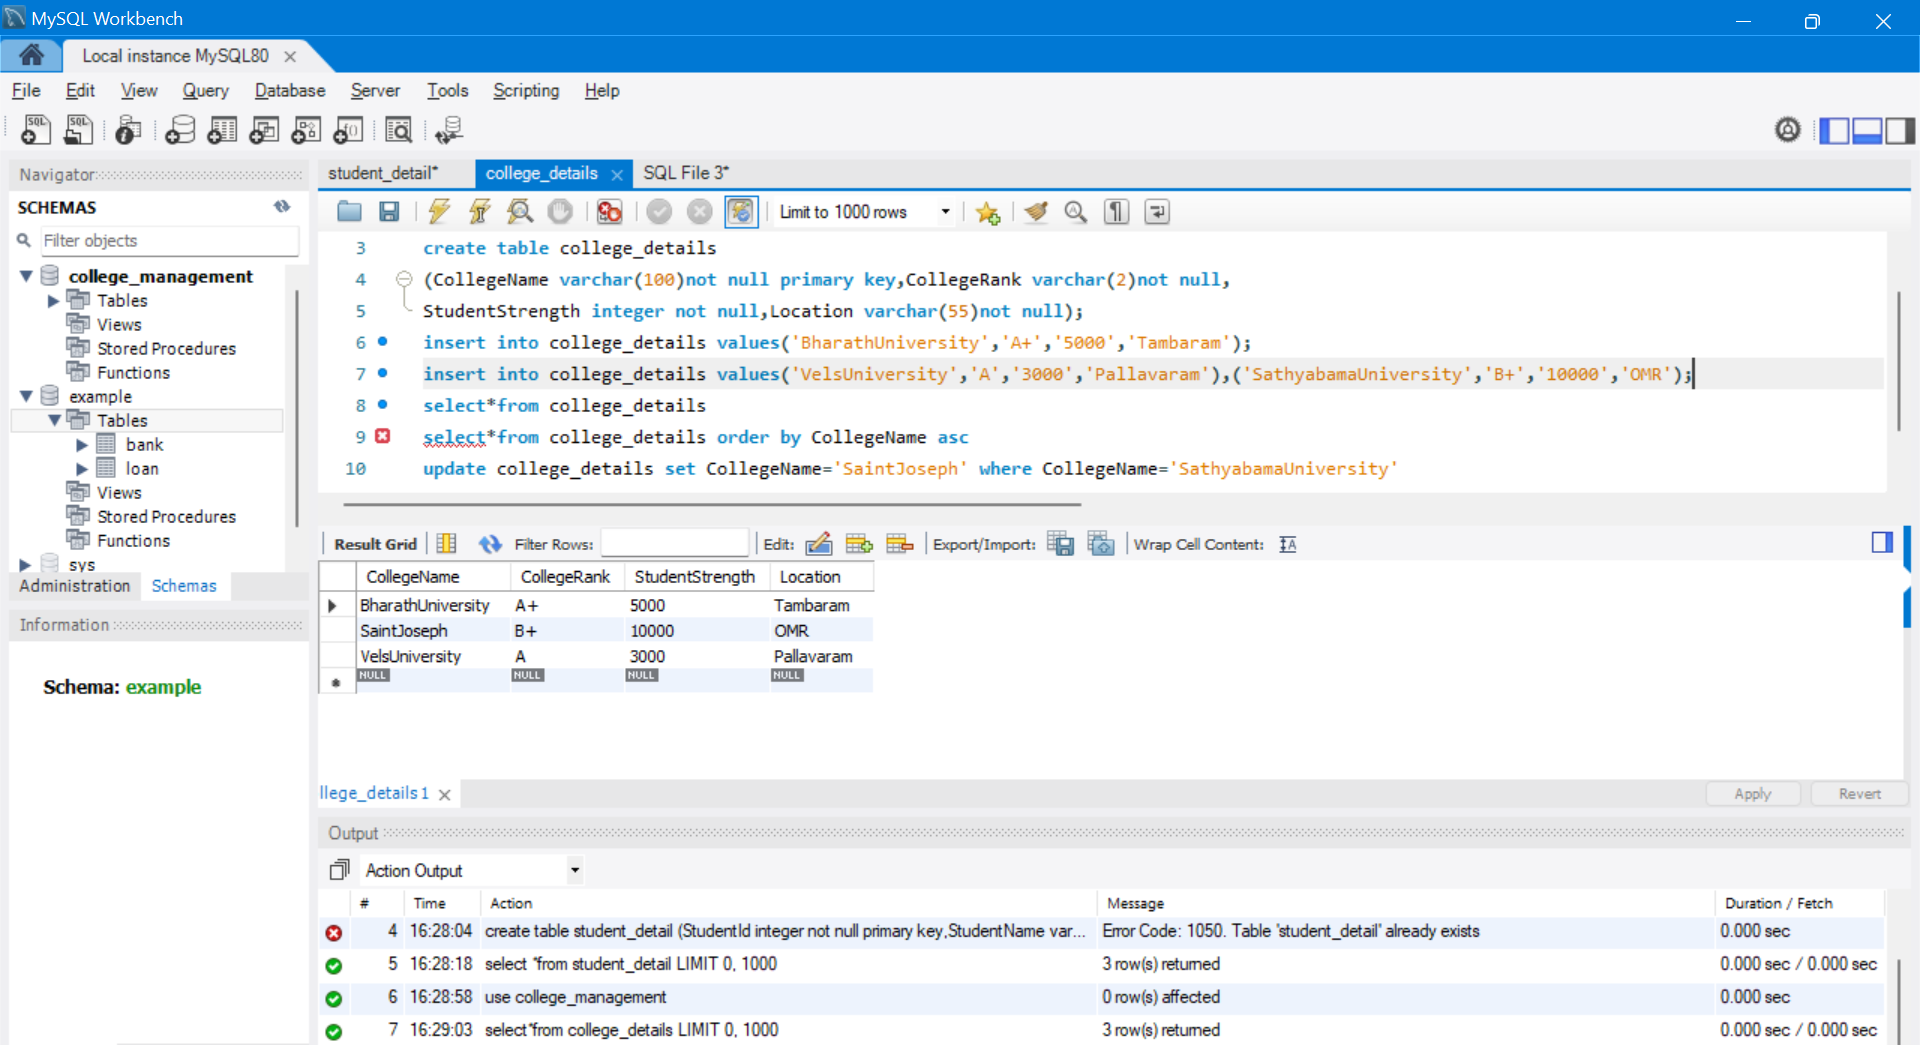 MySQL Workbench
Local instance MySQL80
File Edit View Query Database Server Tools Scripting Help
Navigator
SCHEMAS
Filter objects
college_management
Tables
Views
Stored Procedures
Functions
example
Tables
bank
loan
Views
Stored Procedures
Functions
sys
Administration Schemas
Information
Schema: example
student_detail* college_details SQL File 3*
Limit to 1000 rows
3 create table college_details
4 (CollegeName varchar(100)not null primary key,CollegeRank varchar(2)not null,
5 StudentStrength integer not null,Location varchar(55)not null);
6 insert into college_details values('BharathUniversity','A+','5000','Tambaram');
7 insert into college_details values('VelsUniversity','A','3000','Pallavaram'),('SathyabamaUniversity','B+','10000','OMR');
8 select*from college_details
9 select*from college_details order by CollegeName asc
10 update college_details set CollegeName='SaintJoseph' where CollegeName='SathyabamaUniversity'
Result Grid Filter Rows: Edit: Export/Import: Wrap Cell Content:
CollegeName CollegeRank StudentStrength Location
BharathUniversity A+ 5000 Tambaram
SaintJoseph B+ 10000 OMR
VelsUniversity A 3000 Pallavaram
NULL NULL NULL NULL
llege_details 1
Apply Revert
Output
Action Output
# Time Action Message Duration / Fetch
4 16:28:04 create table student_detail (StudentId integer not null primary key,StudentName var... Error Code: 1050. Table 'student_detail' already exists 0.000 sec
5 16:28:18 select *from student_detail LIMIT 0, 1000 3 row(s) returned 0.000 sec / 0.000 sec
6 16:28:58 use college_management 0 row(s) affected 0.000 sec
7 16:29:03 select*from college_details LIMIT 0, 1000 3 row(s) returned 0.000 sec / 0.000 sec